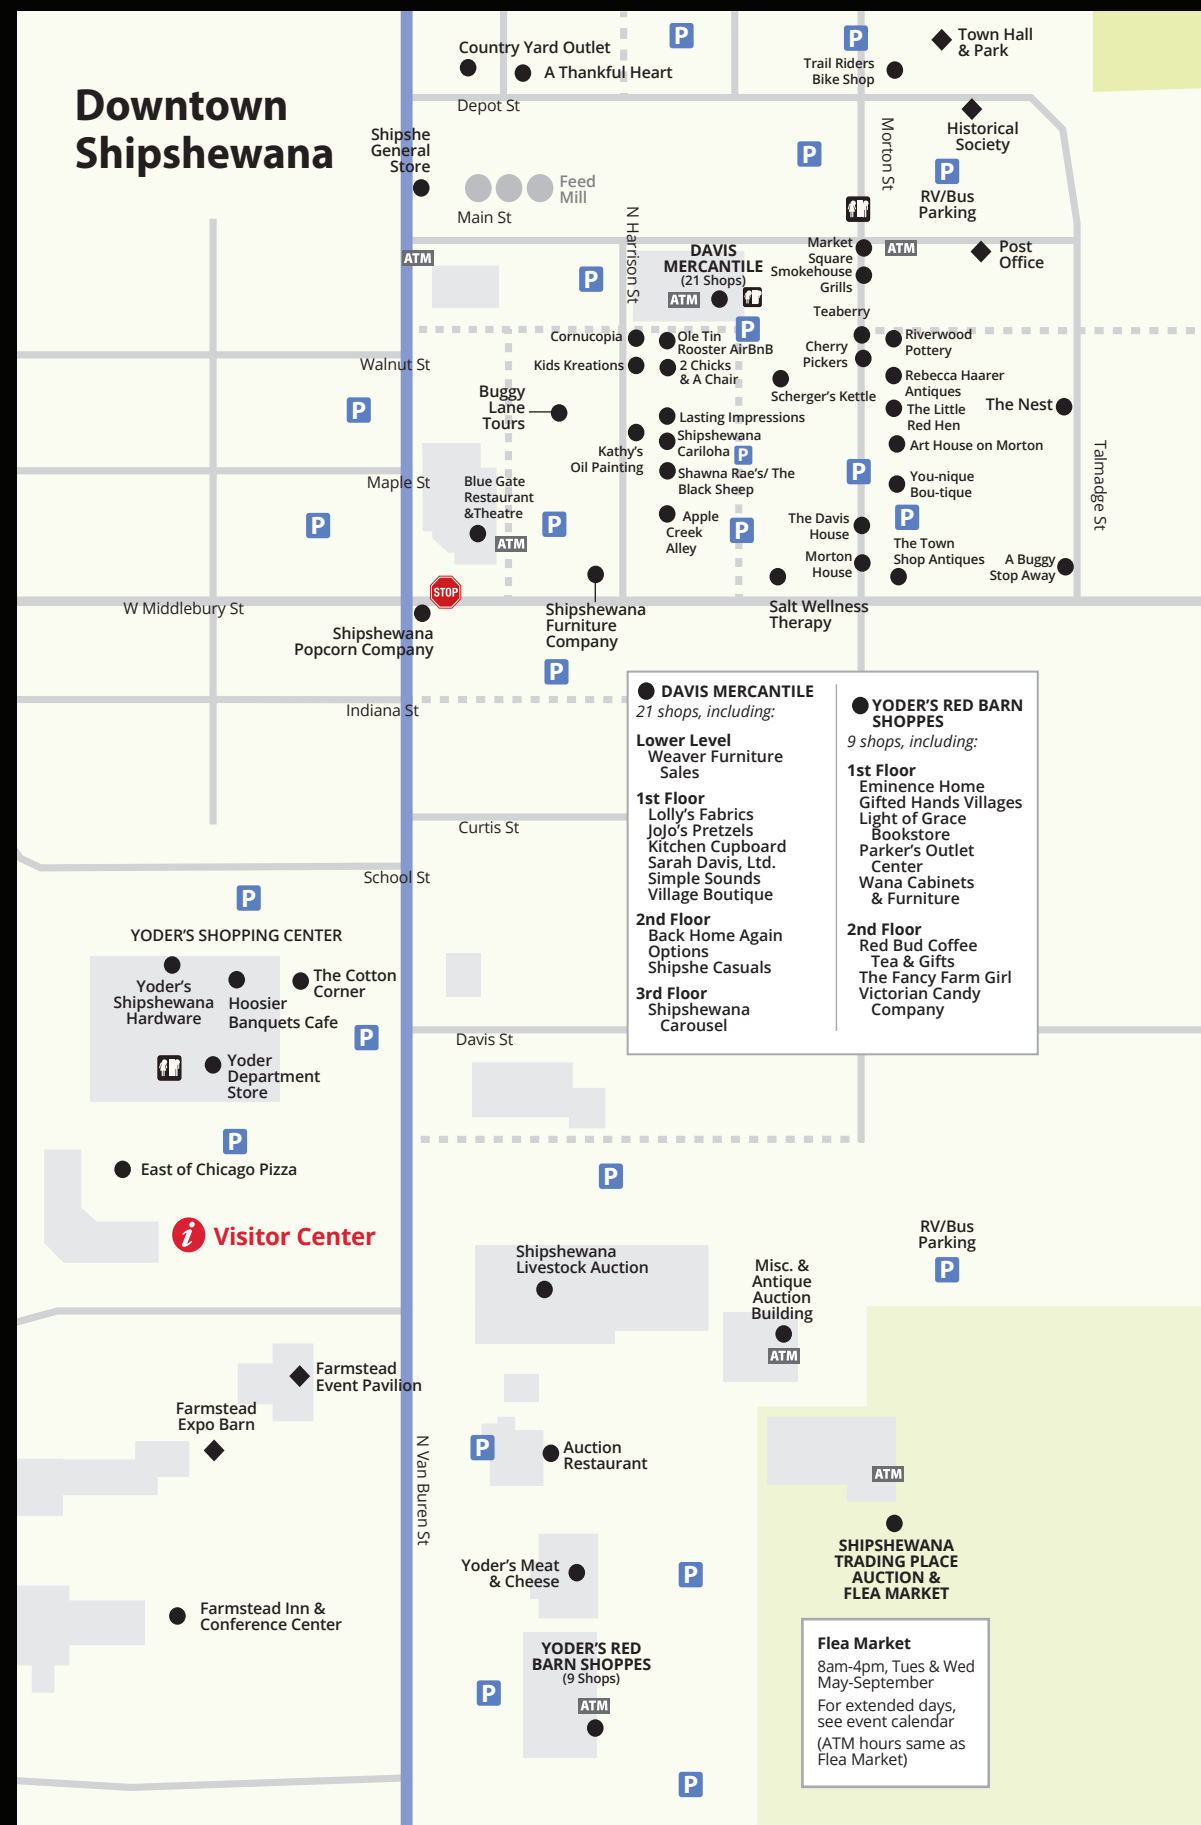 Downtown
Shipshewana
Country Yard Outlet
A Thankful Heart
Depot St
P
P
Trail Riders
Bike Shop
Town Hall
& Park
Historical
Society
Morton St
P
P
RV/Bus
Parking
Shipshe
General
Store
Feed
Mill
Main St
ATM
N Harrison St
P
DAVIS
MERCANTILE
(21 Shops)
ATM
P
Market
Square
ATM
Smokehouse
Grills
Post
Office
Teaberry
Cornucopia
Ole Tin
Rooster AirBnB
Cherry
Pickers
Riverwood
Pottery
Walnut St
Kids Kreations
2 Chicks
& A Chair
Scherger's Kettle
Rebecca Haarer
Antiques
P
Buggy
Lane
Tours
The Little
Red Hen
The Nest
Lasting Impressions
Shipshewana
Cariloha
P
Kathy's
Oil Painting
Art House on Morton
Talmadge St
Maple St
Blue Gate
Restaurant
&Theatre
ATM
Shawna Rae's/ The
Black Sheep
P
You-nique
Bou-tique
P
P
Apple
Creek
Alley
P
The Davis
House
P
The Town
Shop Antiques
Morton
House
A Buggy
Stop Away
STOP
W Middlebury St
Shipshewana
Popcorn Company
Shipshewana
Furniture
Company
Salt Wellness
Therapy
P
Indiana St
DAVIS MERCANTILE
21 shops, including:
Lower Level
Weaver Furniture
Sales
1st Floor
Lolly's Fabrics
JoJo's Pretzels
Kitchen Cupboard
Sarah Davis, Ltd.
Simple Sounds
Village Boutique
2nd Floor
Back Home Again
Options
Shipshe Casuals
3rd Floor
Shipshewana
Carousel
YODER'S RED BARN
SHOPPES
9 shops, including:
1st Floor
Eminence Home
Gifted Hands Villages
Light of Grace
Bookstore
Parker's Outlet
Center
Wana Cabinets
& Furniture
2nd Floor
Red Bud Coffee
Tea & Gifts
The Fancy Farm Girl
Victorian Candy
Company
Curtis St
School St
P
YODER'S SHOPPING CENTER
Yoder's
Shipshewana
Hardware
Hoosier
Banquets Cafe
The Cotton
Corner
P
Davis St
Yoder
Department
Store
P
East of Chicago Pizza
P
i Visitor Center
Shipshewana
Livestock Auction
Misc. &
Antique
Auction
Building
ATM
RV/Bus
Parking
P
Farmstead
Event Pavilion
Farmstead
Expo Barn
N Van Buren St
P
Auction
Restaurant
ATM
SHIPSHEWANA
TRADING PLACE
AUCTION &
FLEA MARKET
Yoder's Meat
& Cheese
P
Farmstead Inn &
Conference Center
YODER'S RED
BARN SHOPPES
(9 Shops)
ATM
P
P
Flea Market
8am-4pm, Tues & Wed
May-September
For extended days,
see event calendar
(ATM hours same as
Flea Market)